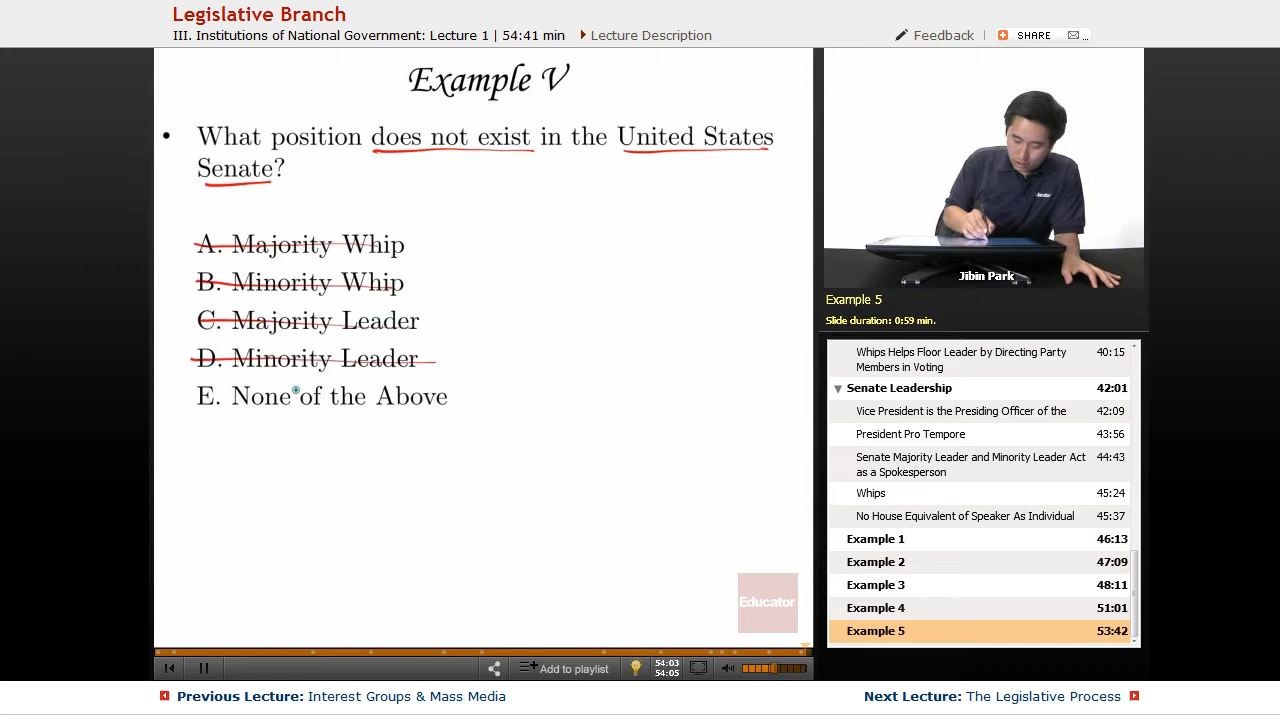 Legislative Branch
III. Institutions of National Government: Lecture 1 | 54:41 min
Lecture Description
Feedback
SHARE
Example V
• What position does not exist in the United States
Senate?
A. Majority Whip
B. Minority Whip
C. Majority Leader
D. Minority Leader
E. None of the Above
Educator
Jibin Park
Example 5
Slide duration: 0:59 min.
Whips Helps Floor Leader by Directing Party
Members in Voting 40:15
Senate Leadership 42:01
Vice President is the Presiding Officer of the 42:09
President Pro Tempore 43:56
Senate Majority Leader and Minority Leader Act
as a Spokesperson 44:43
Whips 45:24
No House Equivalent of Speaker As Individual 45:37
Example 1 46:13
Example 2 47:09
Example 3 48:11
Example 4 51:01
Example 5 53:42
Add to playlist
54:03
54:05
Previous Lecture: Interest Groups & Mass Media
Next Lecture: The Legislative Process